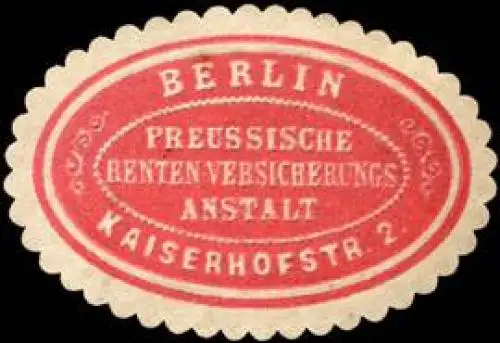 BERLIN
PREUSSISCHE
RENTEN-VERSICHERUNGS
ANSTALT
KAISERHOFSTR. 2.